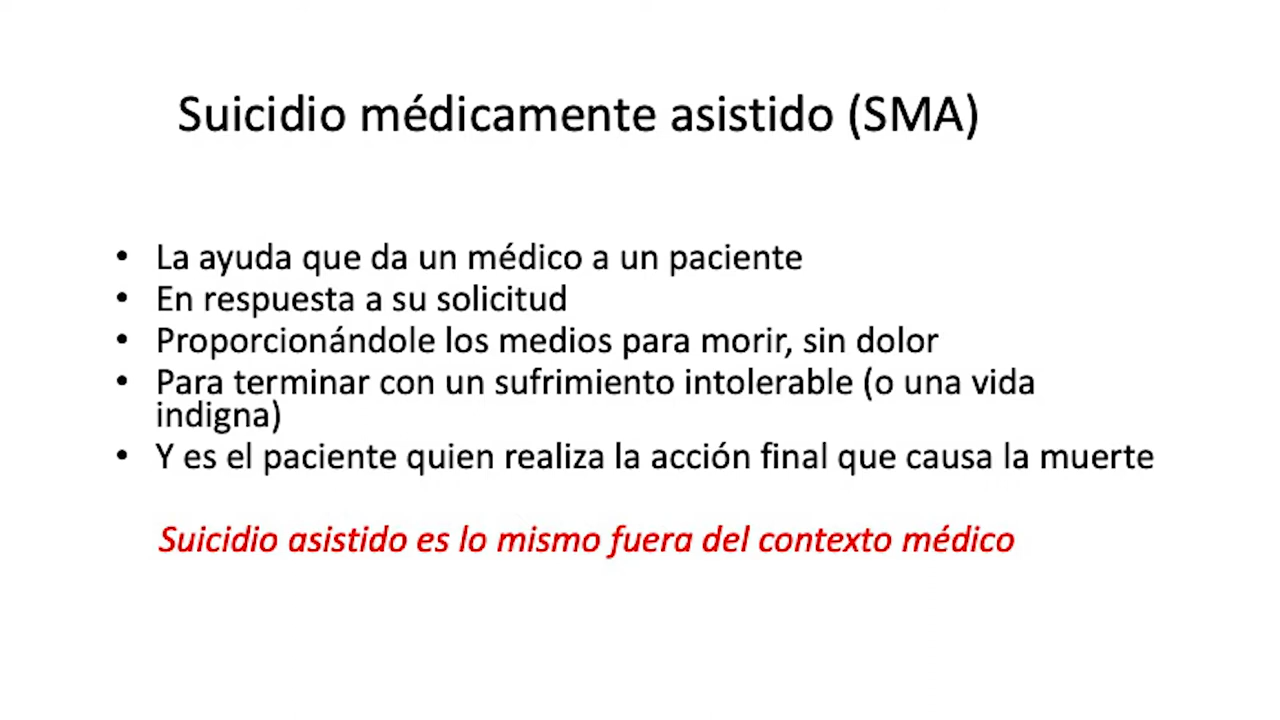 Suicidio médicamente asistido (SMA)
• La ayuda que da un médico a un paciente
• En respuesta a su solicitud
• Proporcionándole los medios para morir, sin dolor
• Para terminar con un sufrimiento intolerable (o una vida
indigna)
• Y es el paciente quien realiza la acción final que causa la muerte
Suicidio asistido es lo mismo fuera del contexto médico